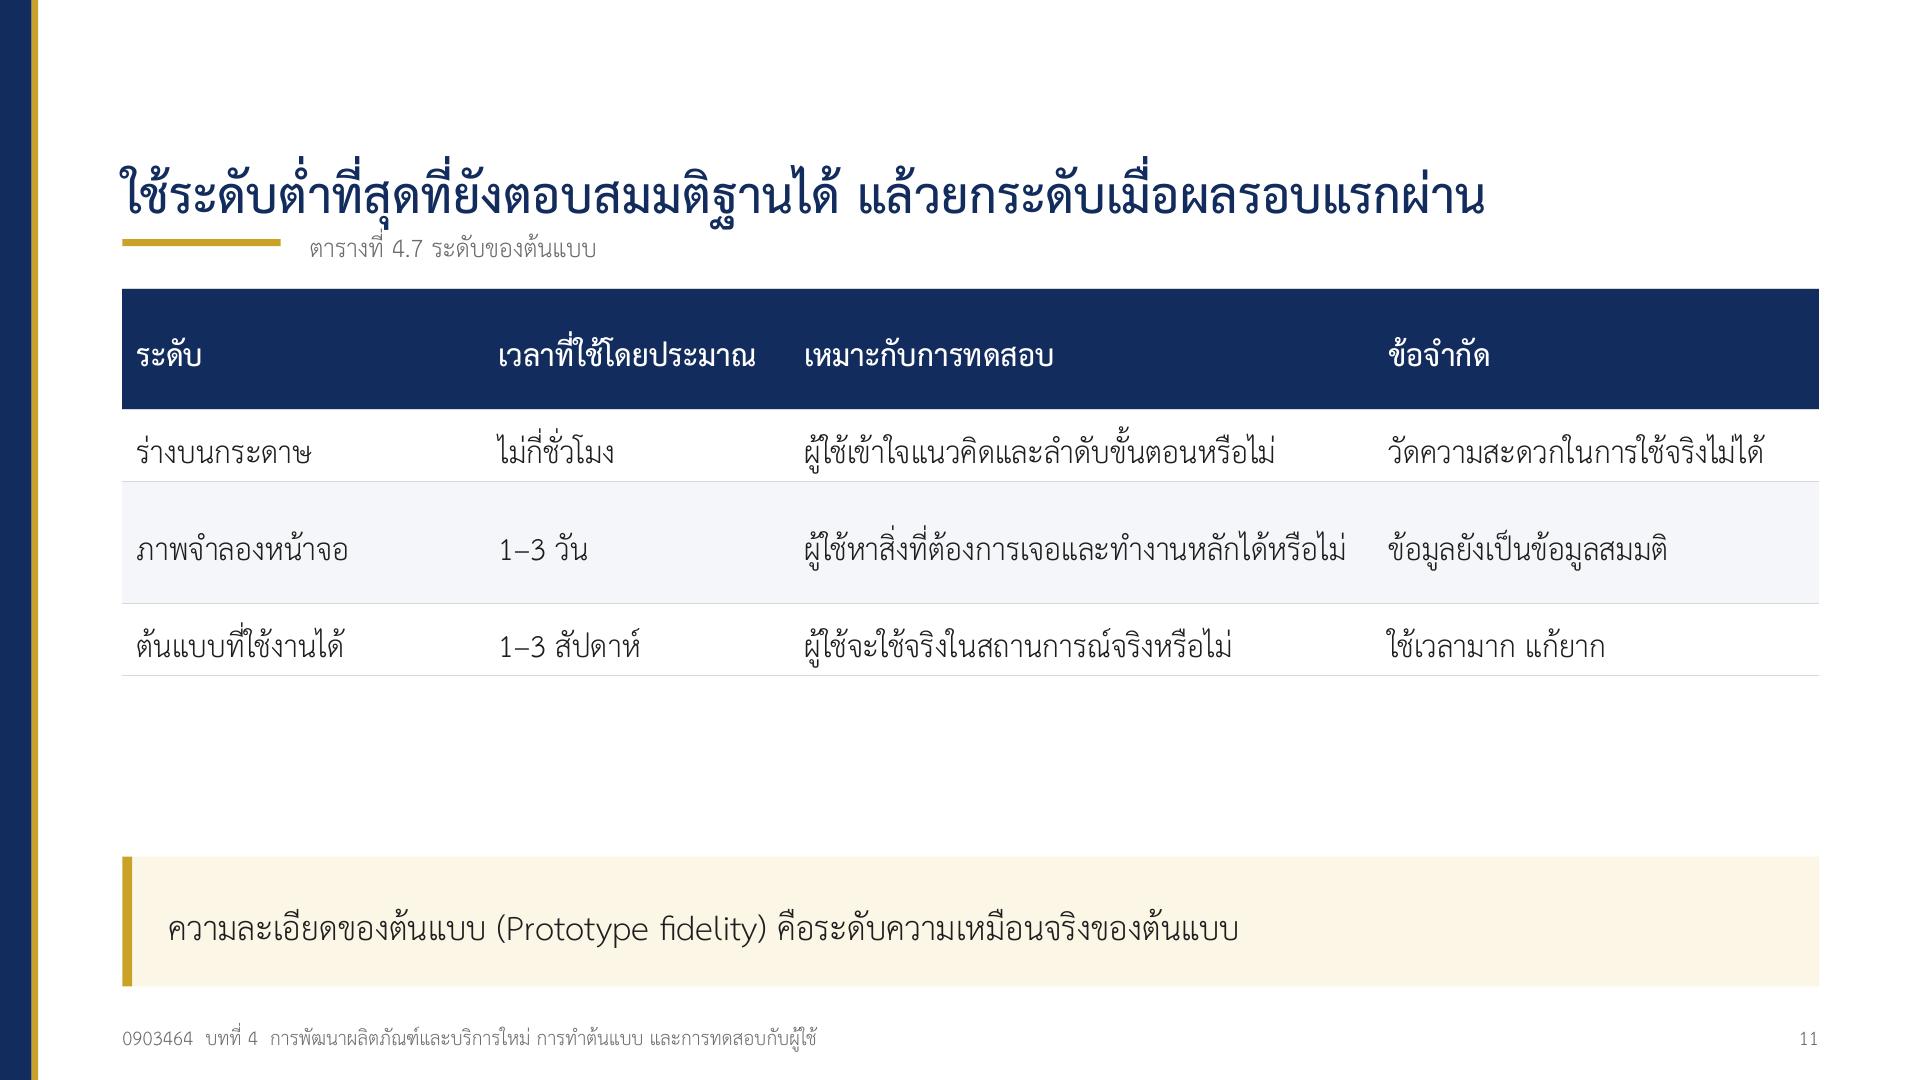 ใช้ระดับต่ำที่สุดที่ยังตอบสมมติฐานได้ แล้วยกระดับเมื่อผลรอบแรกผ่าน
ตารางที่ 4.7 ระดับของต้นแบบ
ระดับ เวลาที่ใช้โดยประมาณ เหมาะกับการทดสอบ ข้อจำกัด
ร่างบนกระดาษ ไม่กี่ชั่วโมง ผู้ใช้เข้าใจแนวคิดและลำดับขั้นตอนหรือไม่ วัดความสะดวกในการใช้จริงไม่ได้
ภาพจำลองหน้าจอ 1–3 วัน ผู้ใช้หาสิ่งที่ต้องการเจอและทำงานหลักได้หรือไม่ ข้อมูลยังเป็นข้อมูลสมมติ
ต้นแบบที่ใช้งานได้ 1–3 สัปดาห์ ผู้ใช้จะใช้จริงในสถานการณ์จริงหรือไม่ ใช้เวลามาก แก้ยาก
ความละเอียดของต้นแบบ (Prototype fidelity) คือระดับความเหมือนจริงของต้นแบบ
0903464 บทที่ 4 การพัฒนาผลิตภัณฑ์และบริการใหม่ การทำต้นแบบ และการทดสอบกับผู้ใช้ 11